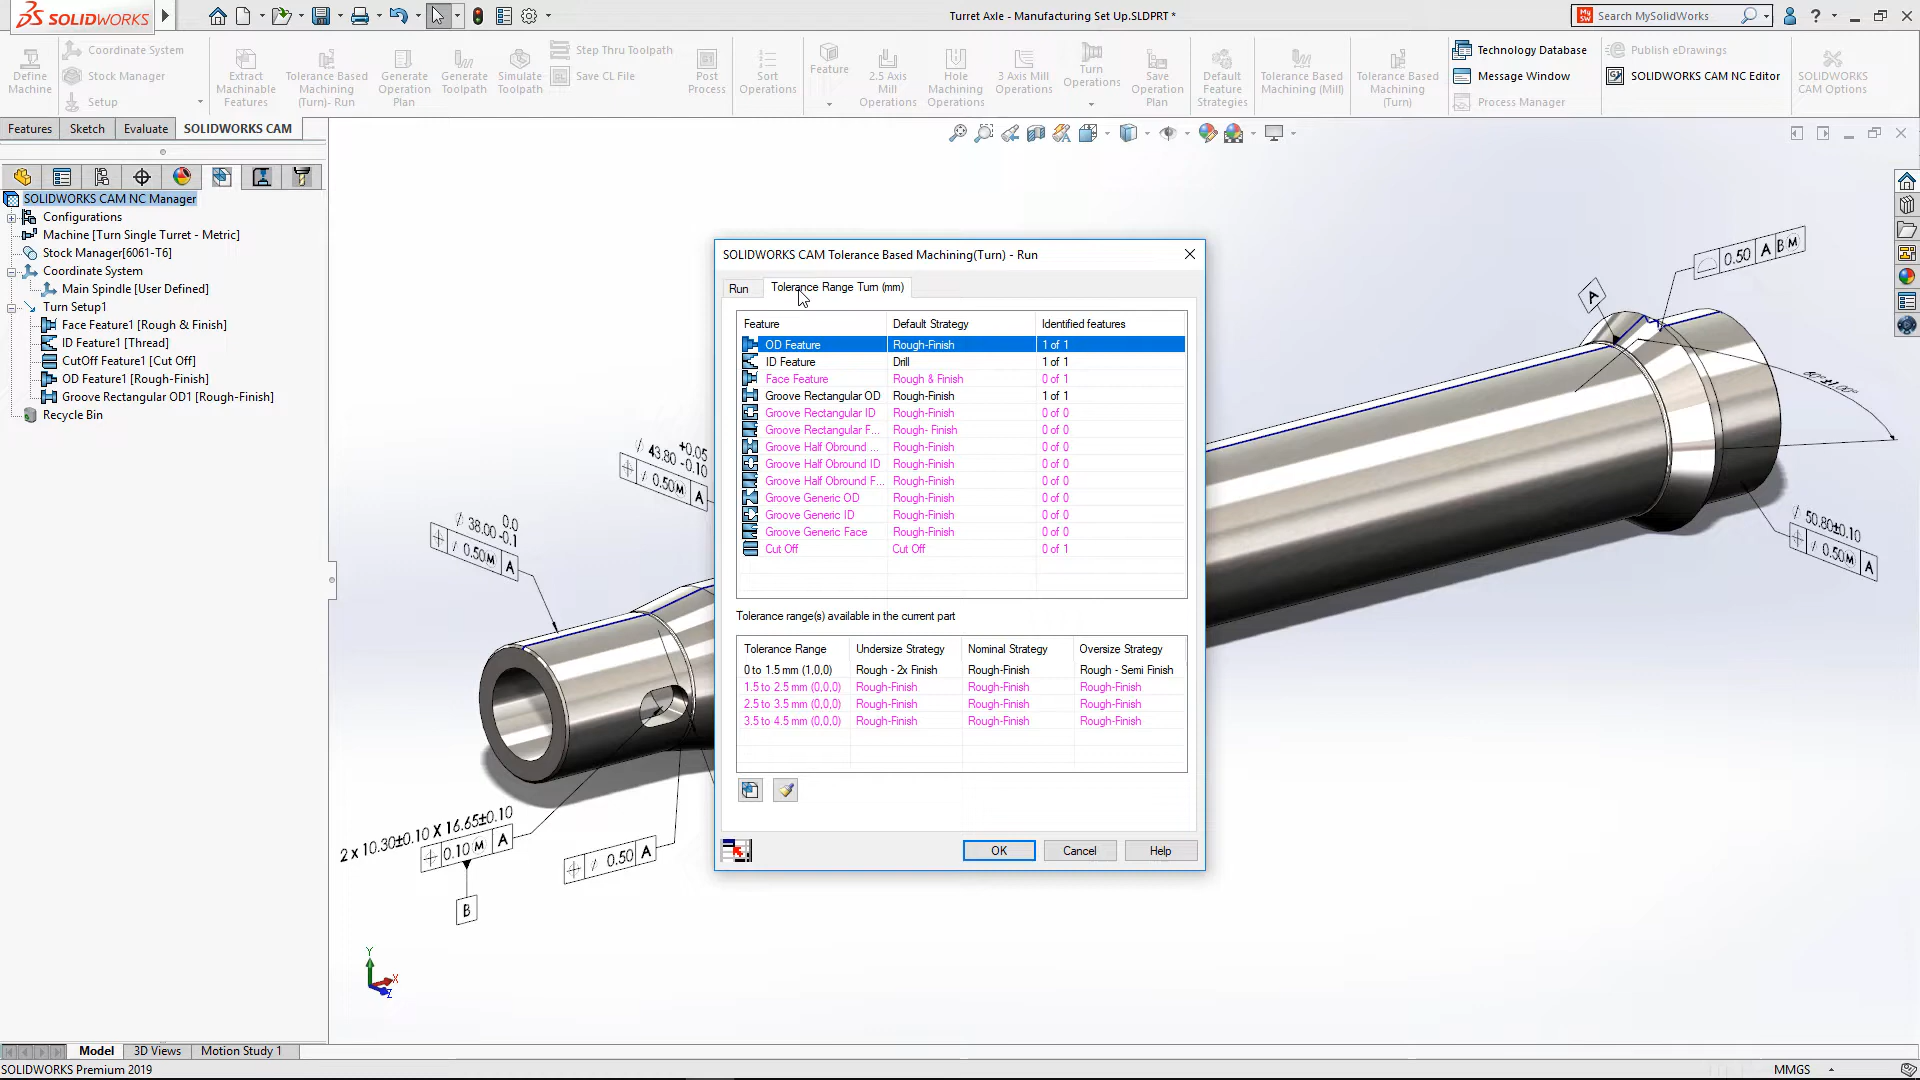 SOLIDWORKS
Turret Axle - Manufacturing Set Up.SLDPRT *
Search MySolidWorks
Define Machine
Coordinate System
Stock Manager
Setup
Extract Machinable Features
Tolerance Based Machining (Turn)- Run
Generate Operation Plan
Generate Toolpath
Simulate Toolpath
Step Thru Toolpath
Save CL File
Post Process
Sort Operations
Feature
2.5 Axis Mill Operations
Hole Machining Operations
3 Axis Mill Operations
Turn Operations
Save Operation Plan
Default Feature Strategies
Tolerance Based Machining (Mill)
Tolerance Based Machining (Turn)
Technology Database
Message Window
Process Manager
Publish eDrawings
SOLIDWORKS CAM NC Editor
SOLIDWORKS CAM Options
Features
Sketch
Evaluate
SOLIDWORKS CAM
SOLIDWORKS CAM NC Manager
Configurations
Machine [Turn Single Turret - Metric]
Stock Manager[6061-T6]
Coordinate System
Main Spindle [User Defined]
Turn Setup1
Face Feature1 [Rough & Finish]
ID Feature1 [Thread]
CutOff Feature1 [Cut Off]
OD Feature1 [Rough-Finish]
Groove Rectangular OD1 [Rough-Finish]
Recycle Bin
SOLIDWORKS CAM Tolerance Based Machining(Turn) - Run
Run
Tolerance Range Turn (mm)
Feature Default Strategy Identified features
OD Feature Rough-Finish 1 of 1
ID Feature Drill 1 of 1
Face Feature Rough & Finish 0 of 1
Groove Rectangular OD Rough-Finish 1 of 1
Groove Rectangular ID Rough-Finish 0 of 0
Groove Rectangular F... Rough- Finish 0 of 0
Groove Half Obround ... Rough-Finish 0 of 0
Groove Half Obround ID Rough-Finish 0 of 0
Groove Half Obround F... Rough-Finish 0 of 0
Groove Generic OD Rough-Finish 0 of 0
Groove Generic ID Rough-Finish 0 of 0
Groove Generic Face Rough-Finish 0 of 0
Cut Off Cut Off 0 of 1
Tolerance range(s) available in the current part
Tolerance Range Undersize Strategy Nominal Strategy Oversize Strategy
0 to 1.5 mm (1,0,0) Rough - 2x Finish Rough-Finish Rough - Semi Finish
1.5 to 2.5 mm (0,0,0) Rough-Finish Rough-Finish Rough-Finish
2.5 to 3.5 mm (0,0,0) Rough-Finish Rough-Finish Rough-Finish
3.5 to 4.5 mm (0,0,0) Rough-Finish Rough-Finish Rough-Finish
OK
Cancel
Help
0.50 A B Ⓜ
A
+0.05
43.80 -0.10
0.50Ⓜ A
0.0
38.00 -0.1
0.50Ⓜ A
50.80±0.10
0.50Ⓜ A
2 x 10.30±0.10 X 16.65±0.10
0.10Ⓜ A
B
0.50 A
Y
X
Z
Model
3D Views
Motion Study 1
SOLIDWORKS Premium 2019
MMGS